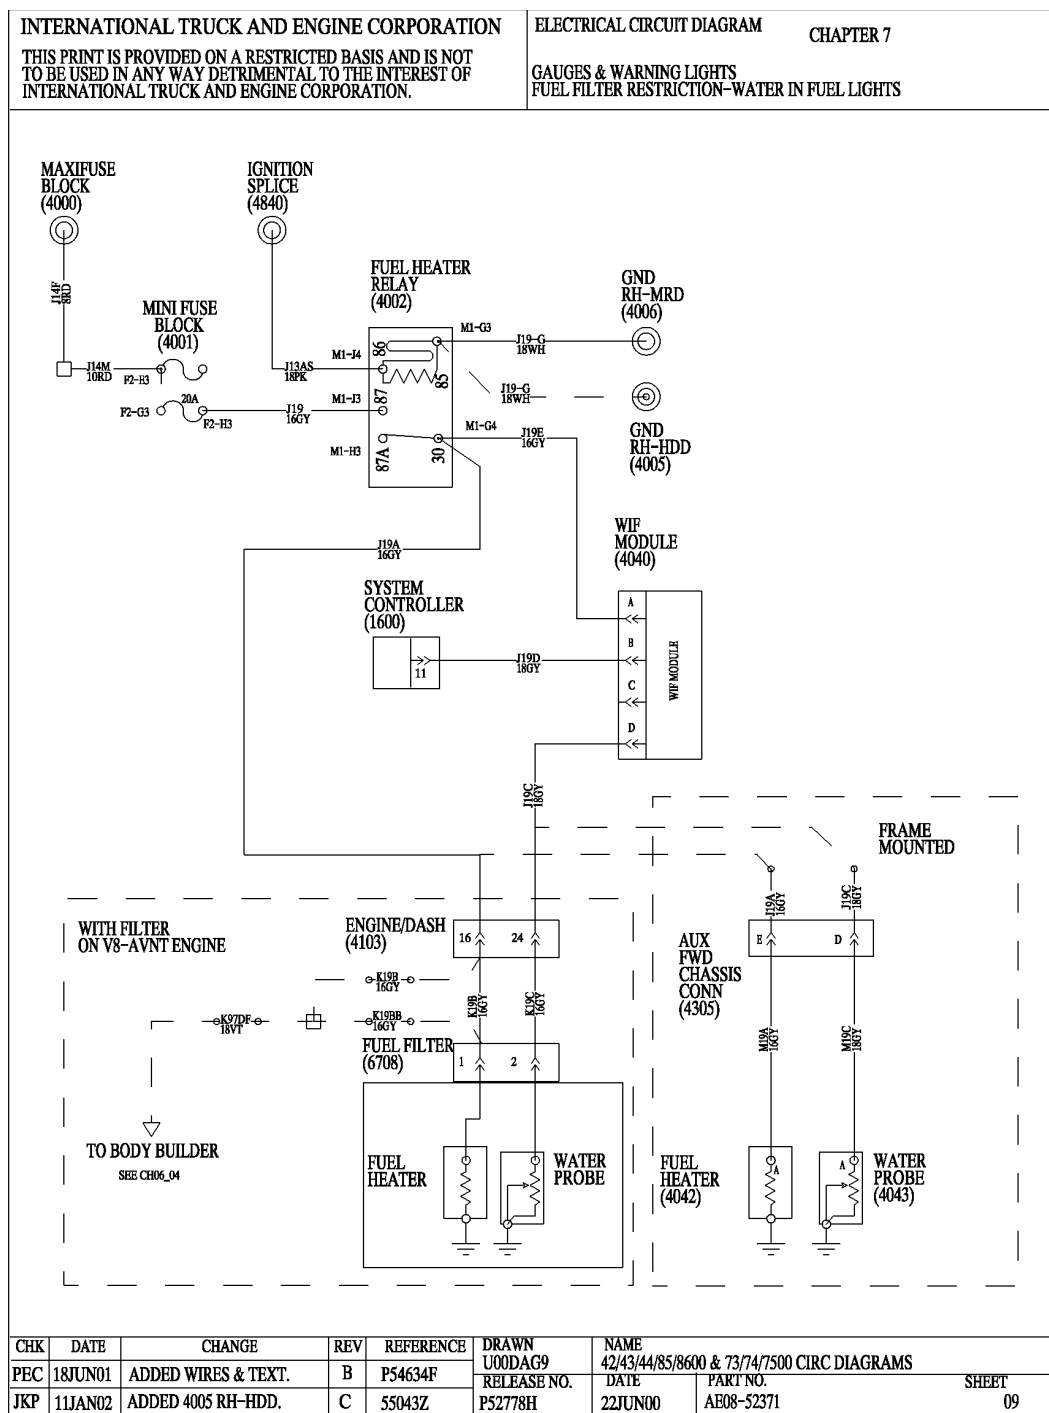 INTERNATIONAL TRUCK AND ENGINE CORPORATION
THIS PRINT IS PROVIDED ON A RESTRICTED BASIS AND IS NOT
TO BE USED IN ANY WAY DETRIMENTAL TO THE INTEREST OF
INTERNATIONAL TRUCK AND ENGINE CORPORATION.
ELECTRICAL CIRCUIT DIAGRAM
CHAPTER 7
GAUGES & WARNING LIGHTS
FUEL FILTER RESTRICTION-WATER IN FUEL LIGHTS
MAXIFUSE
BLOCK
(4000)
IGNITION
SPLICE
(4840)
J14F
8RD
MINI FUSE
BLOCK
(4001)
FUEL HEATER
RELAY
(4002)
GND
RH-MRD
(4006)
J14M
10RD
F2-H3
F2-G3
20A
F2-H3
J13AS
18PK
J19
16GY
M1-J4
M1-J3
M1-H3
86
85
87
87A
30
M1-G3
M1-G4
J19-G
18WH
J19-G
18WH
J19E
16GY
GND
RH-HDD
(4005)
J19A
16GY
WIF
MODULE
(4040)
SYSTEM
CONTROLLER
(1600)
11
J19D
18GY
A
B
C
D
WIF MODULE
J19C
18GY
FRAME
MOUNTED
J19A
16GY
J19C
18GY
WITH FILTER
ON V8-AVNT ENGINE
ENGINE/DASH
(4103)
16
24
AUX
FWD
CHASSIS
CONN
(4305)
E
D
K19B
16GY
K19B
16GY
K19C
16GY
K97DF
18VT
K19BB
16GY
M19A
16GY
M19C
18GY
FUEL FILTER
(6708)
1
2
TO BODY BUILDER
SEE CH06_04
FUEL
HEATER
WATER
PROBE
FUEL
HEATER
(4042)
A
A
WATER
PROBE
(4043)
CHK DATE CHANGE REV REFERENCE
PEC 18JUN01 ADDED WIRES & TEXT. B P54634F
JKP 11JAN02 ADDED 4005 RH-HDD. C 55043Z
DRAWN
U00DAG9
NAME
42/43/44/85/8600 & 73/74/7500 CIRC DIAGRAMS
RELEASE NO.
P52778H
DATE
22JUN00
PART NO.
AE08-52371
SHEET
09